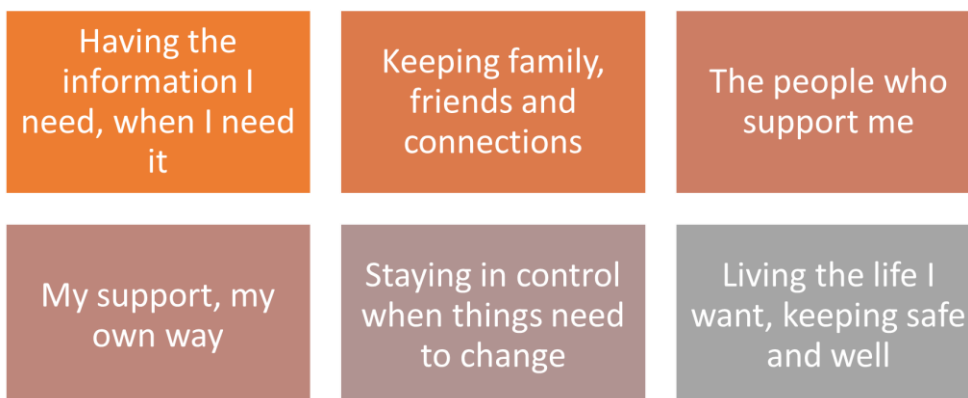 Having the
information I
need, when I need
it
Keeping family,
friends and
connections
The people who
support me
My support, my
own way
Staying in control
when things need
to change
Living the life I
want, keeping safe
and well